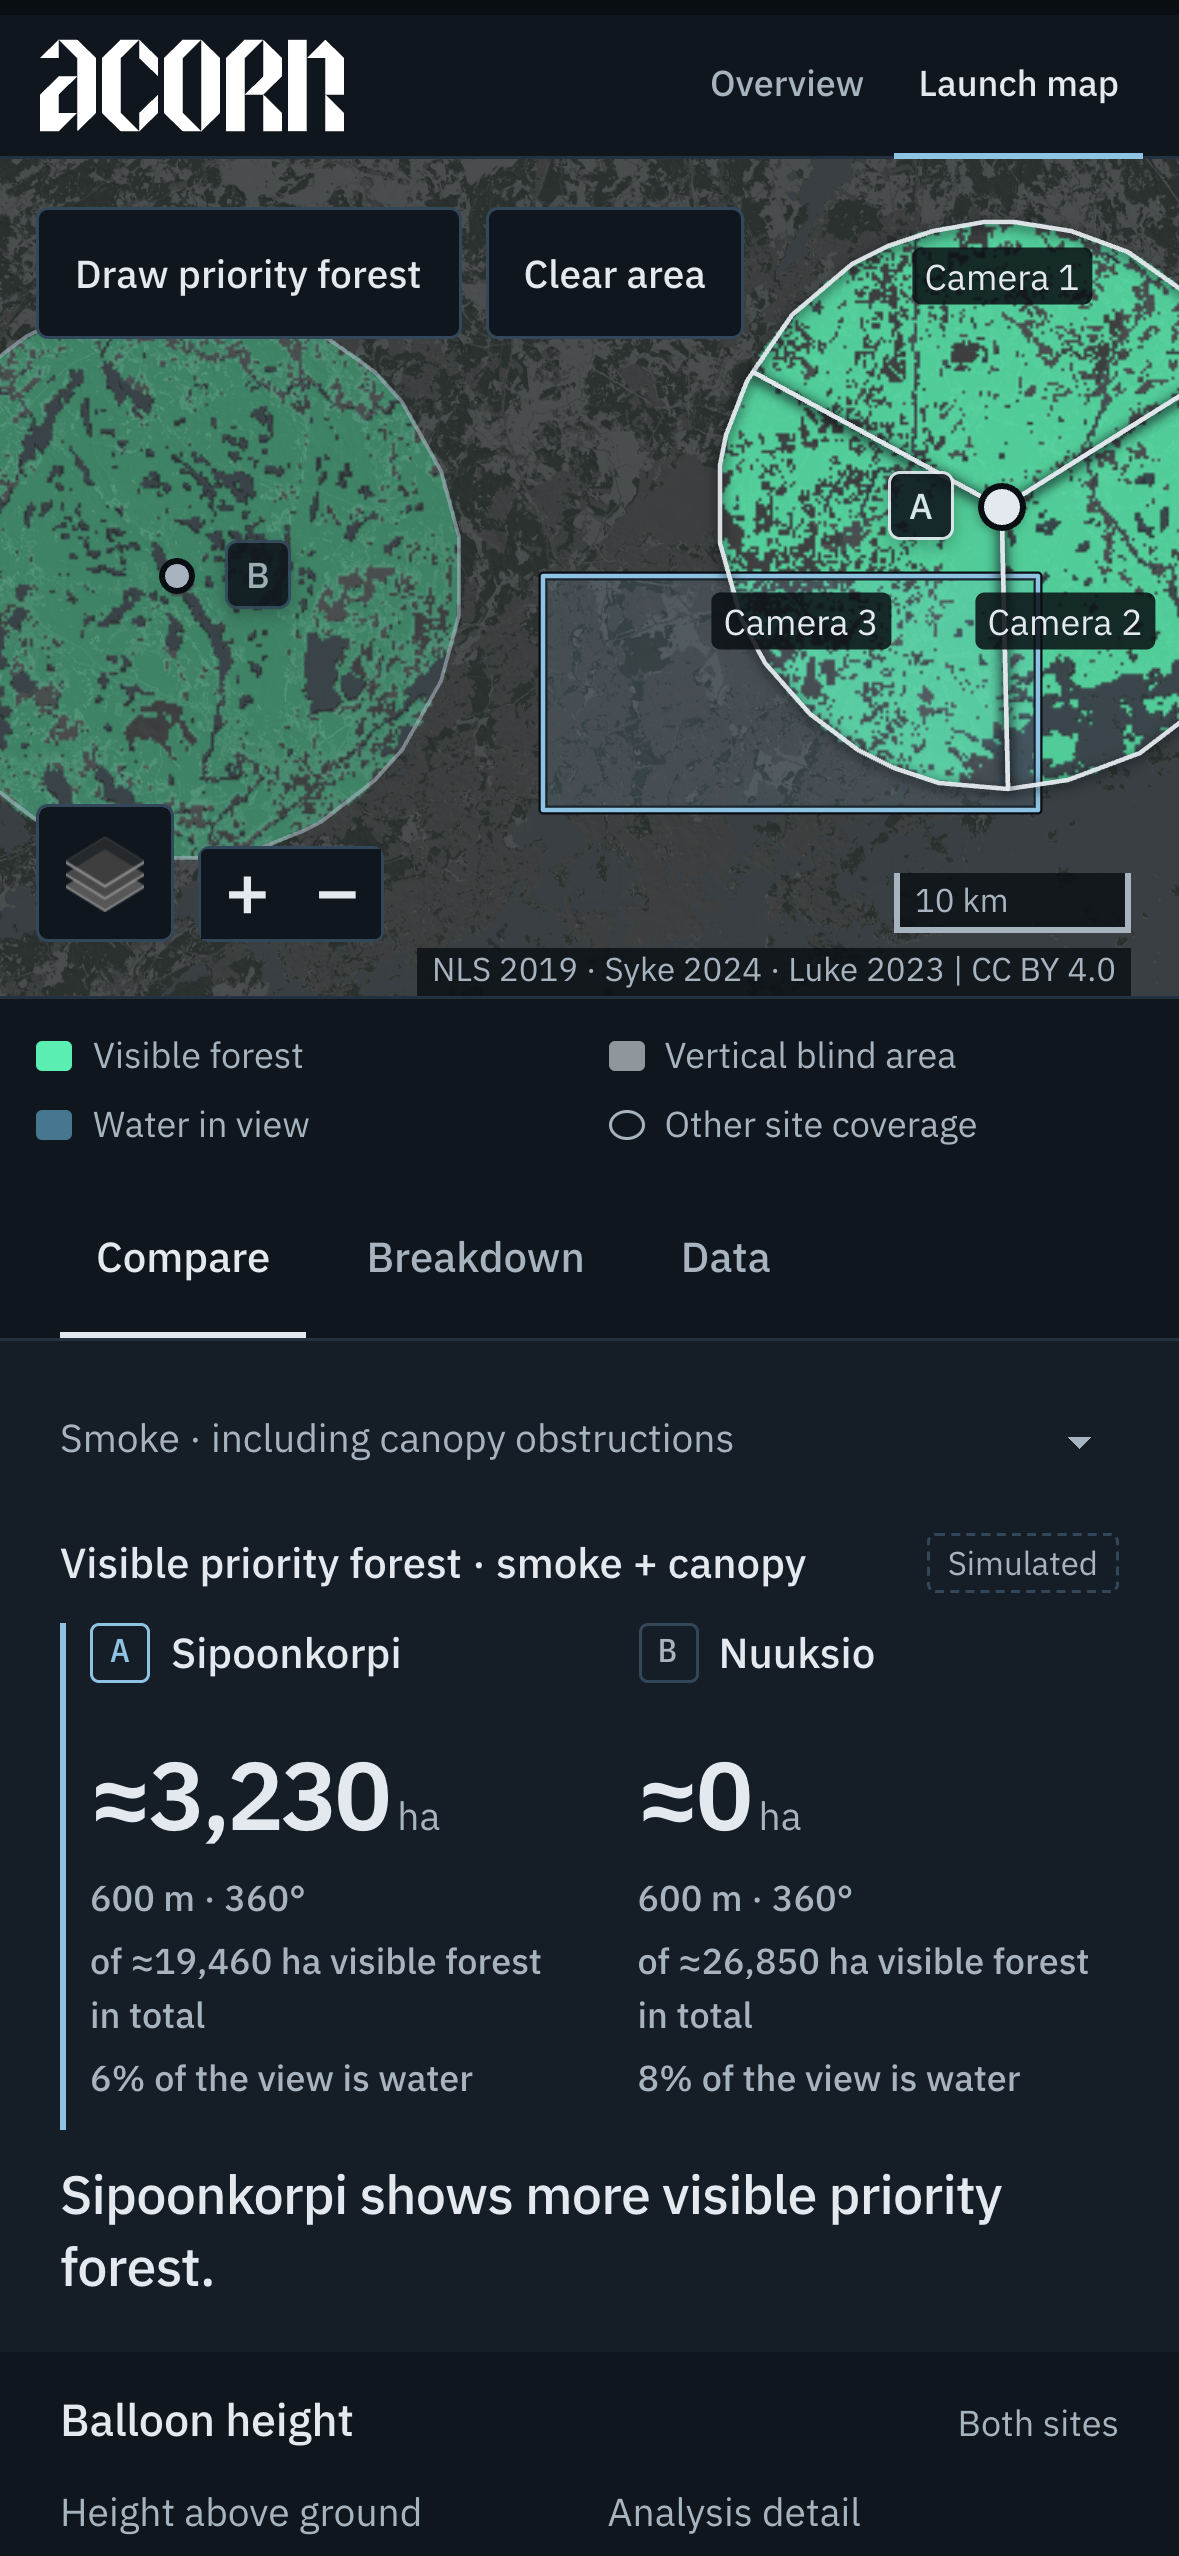 acorn
Overview
Launch map
Draw priority forest
Clear area
Camera 1
A
B
Camera 3
Camera 2
+ −
10 km
NLS 2019 · Syke 2024 · Luke 2023 | CC BY 4.0
Visible forest
Vertical blind area
Water in view
Other site coverage
Compare
Breakdown
Data
Smoke · including canopy obstructions
Visible priority forest · smoke + canopy
Simulated
A Sipoonkorpi
≈3,230 ha
600 m · 360°
of ≈19,460 ha visible forest
in total
6% of the view is water
B Nuuksio
≈0 ha
600 m · 360°
of ≈26,850 ha visible forest
in total
8% of the view is water
Sipoonkorpi shows more visible priority
forest.
Balloon height
Both sites
Height above ground
Analysis detail